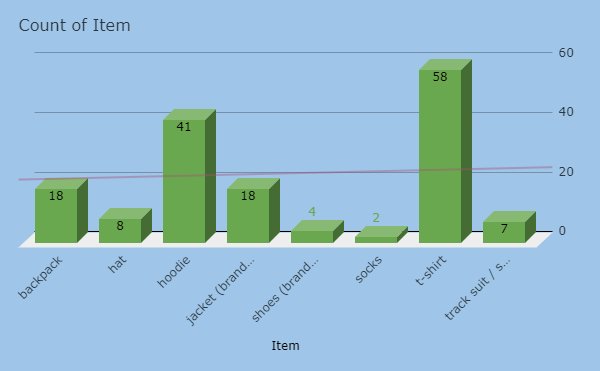 Count of Item
60
40
20
0
18
8
41
18
4
2
58
7
backpack
hat
hoodie
jacket (brand…
shoes (brand…
socks
t-shirt
track suit / s…
Item